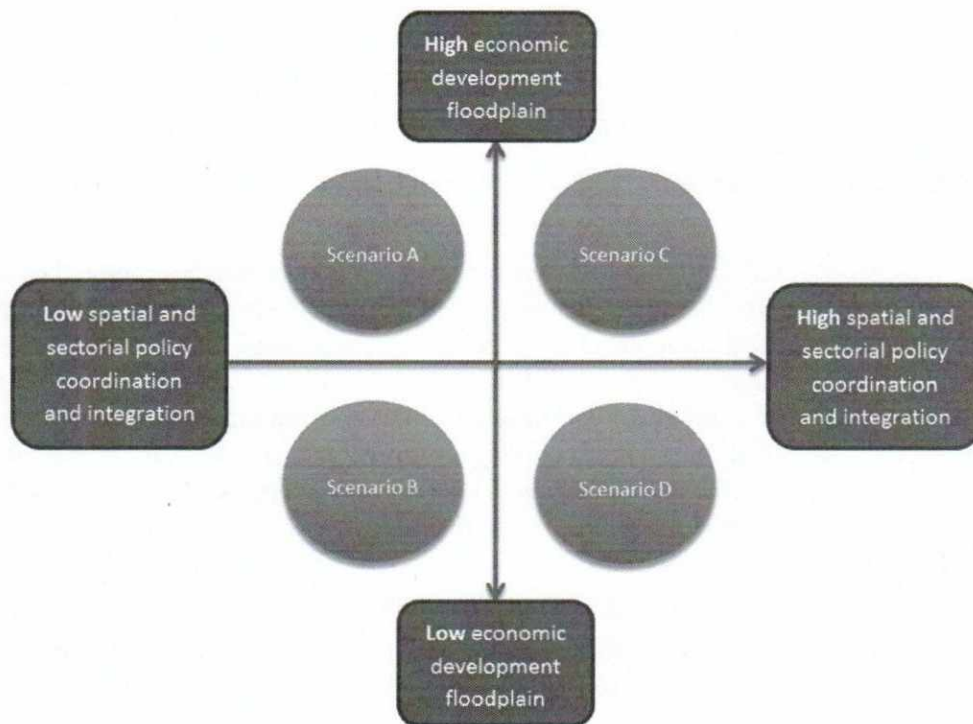 High economic
development
floodplain
Scenario A
Scenario C
Low spatial and
sectorial policy
coordination
and integration
High spatial and
sectorial policy
coordination
and integration
Scenario B
Scenario D
Low economic
development
floodplain